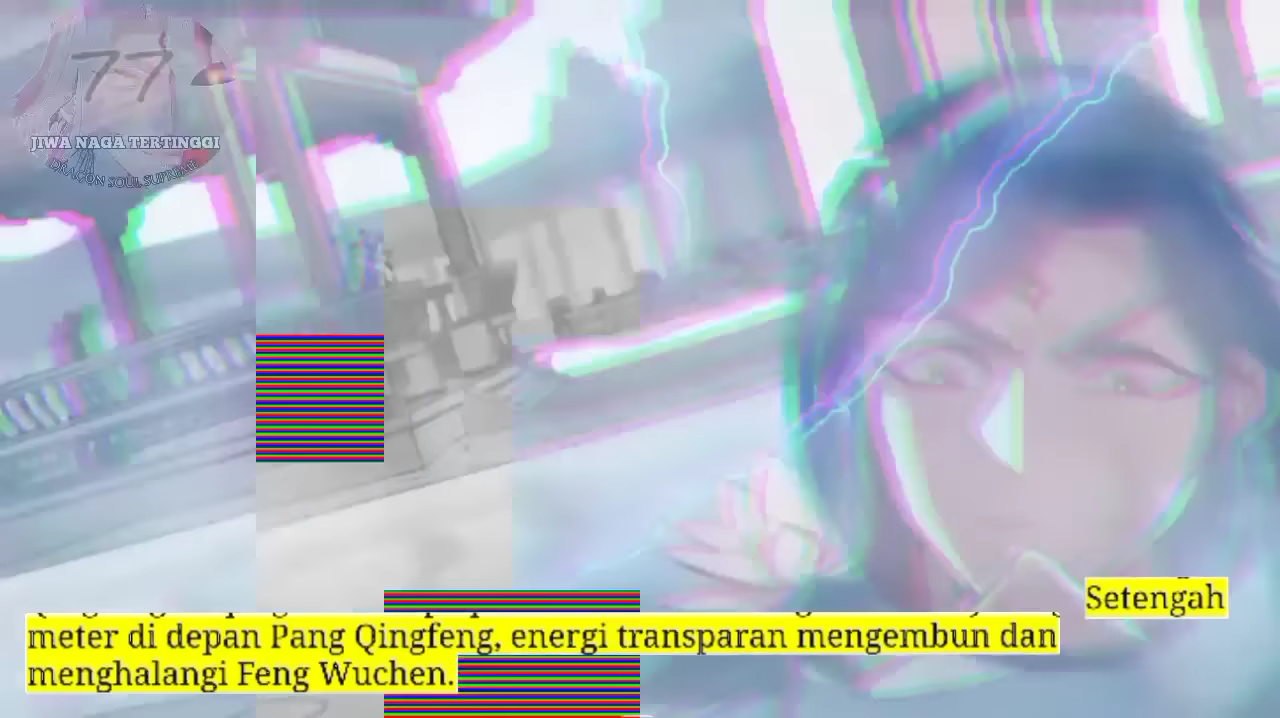 77
JIWA NAGA TERTINGGI
DRAGON SOUL SUPREME
Setengah
meter di depan Pang Qingfeng, energi transparan mengembun dan
menghalangi Feng Wuchen.